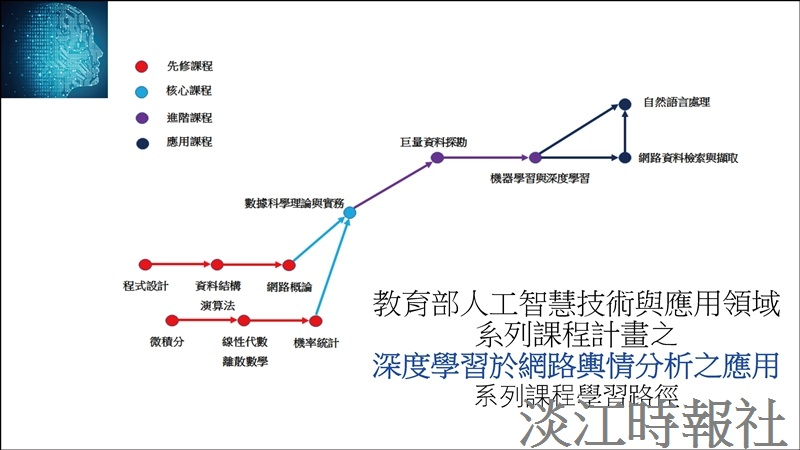 先修課程
核心課程
進階課程
應用課程
自然語言處理
巨量資料探勘
網路資料檢索與擷取
機器學習與深度學習
數據科學理論與實務
程式設計
資料結構
演算法
網路概論
微積分
線性代數
離散數學
機率統計
教育部人工智慧技術與應用領域
系列課程計畫之
深度學習於網路輿情分析之應用
系列課程學習路徑
淡江時報社